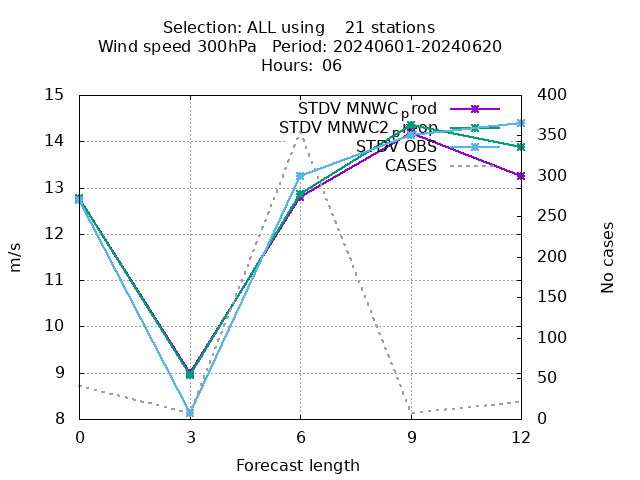 Selection: ALL using 21 stations
Wind speed 300hPa Period: 20240601-20240620
Hours: 06
15 400
STDV MNWC_prod
STDV MNWC2_preop
14 350
STDV OBS
CASES
13 300
12 250
200
11 150
10 100
9 50
8 0
m/s
No cases
0 3 6 9 12
Forecast length